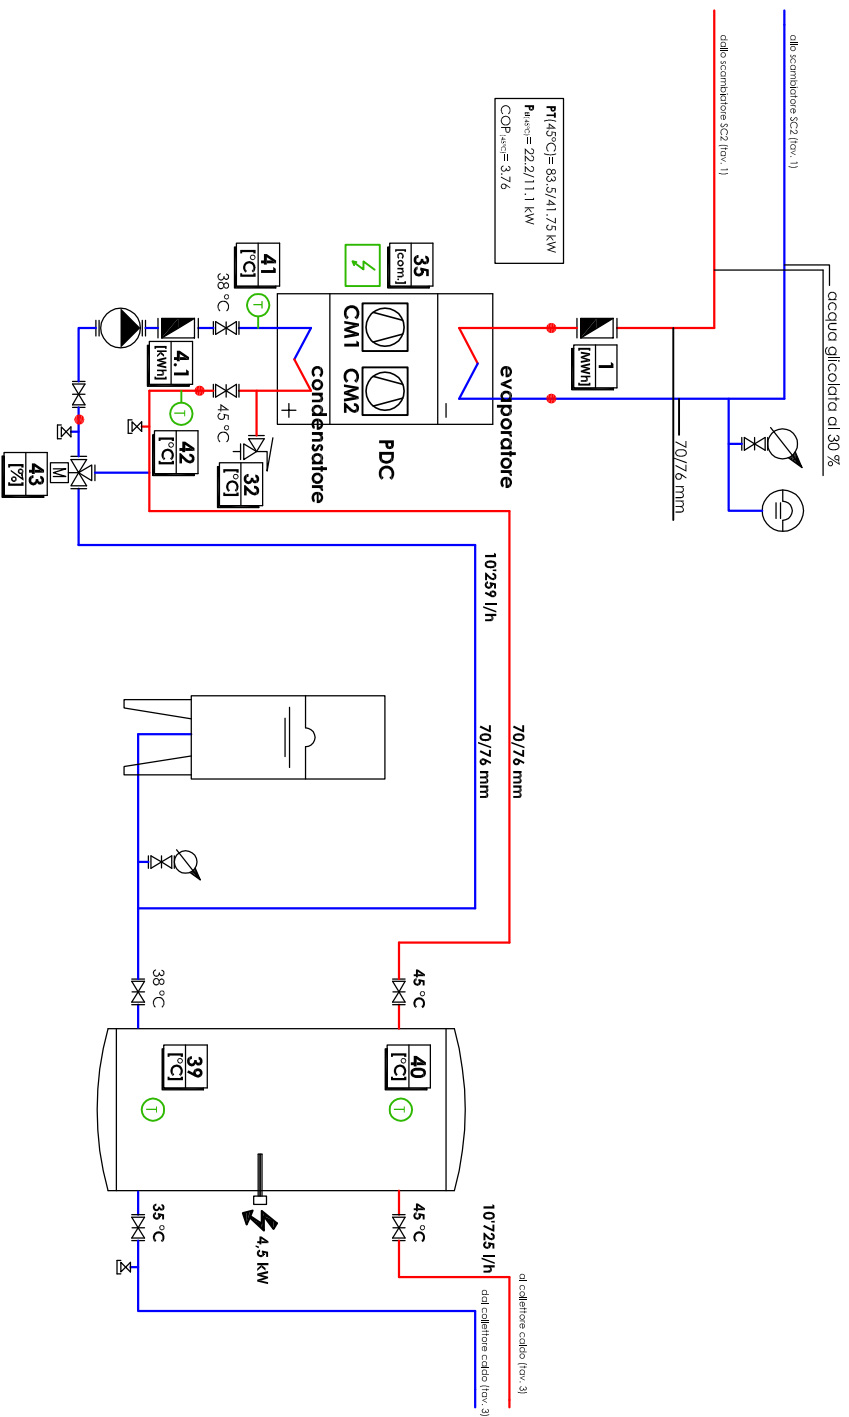 acqua glicolata al 30 %
allo scambiatore SC2 (tav. 1)
dallo scambiatore SC2 (tav. 1)
70/76 mm
1
[MWh]
PT(45°C)= 83.5/41.75 kW
Pel(45°C)= 22.2/11.1 kW
COP(45°C)= 3.76
evaporatore
35
[com.]
CM1
CM2
PDC
condensatore
41
[°C]
T
38 °C
45 °C
32
[°C]
4.1
[kWh]
T
42
[°C]
M
43
[%]
10'259 l/h
70/76 mm
70/76 mm
45 °C
38 °C
40
[°C]
T
39
[°C]
T
45 °C
35 °C
4,5 kW
10'725 l/h
al collettore caldo (tav. 3)
dal collettore caldo (tav. 3)